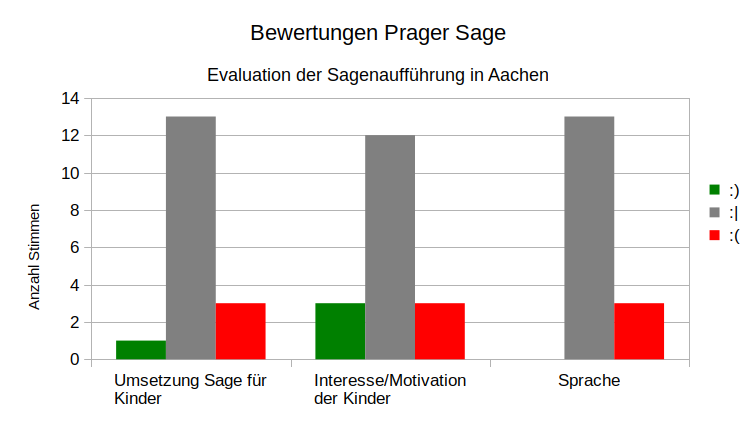 Bewertungen Prager Sage
Evaluation der Sagenaufführung in Aachen
14
12
10
8
6
4
2
0
Anzahl Stimmen
Umsetzung Sage für
Kinder
Interesse/Motivation
der Kinder
Sprache
:)
:|
:(